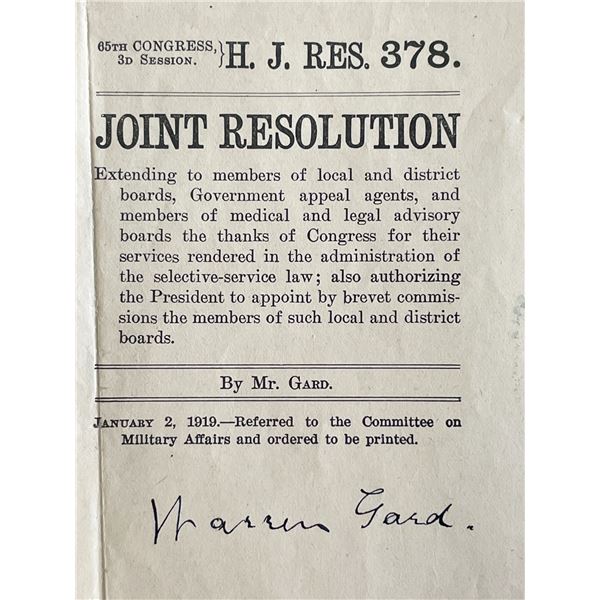 65TH CONGRESS, 3D SESSION. } H. J. RES. 378.
JOINT RESOLUTION
Extending to members of local and district
boards, Government appeal agents, and
members of medical and legal advisory
boards the thanks of Congress for their
services rendered in the administration of
the selective-service law; also authorizing
the President to appoint by brevet commis-
sions the members of such local and district
boards.
By Mr. GARD.
JANUARY 2, 1919.—Referred to the Committee on
Military Affairs and ordered to be printed.
Warren Gard.